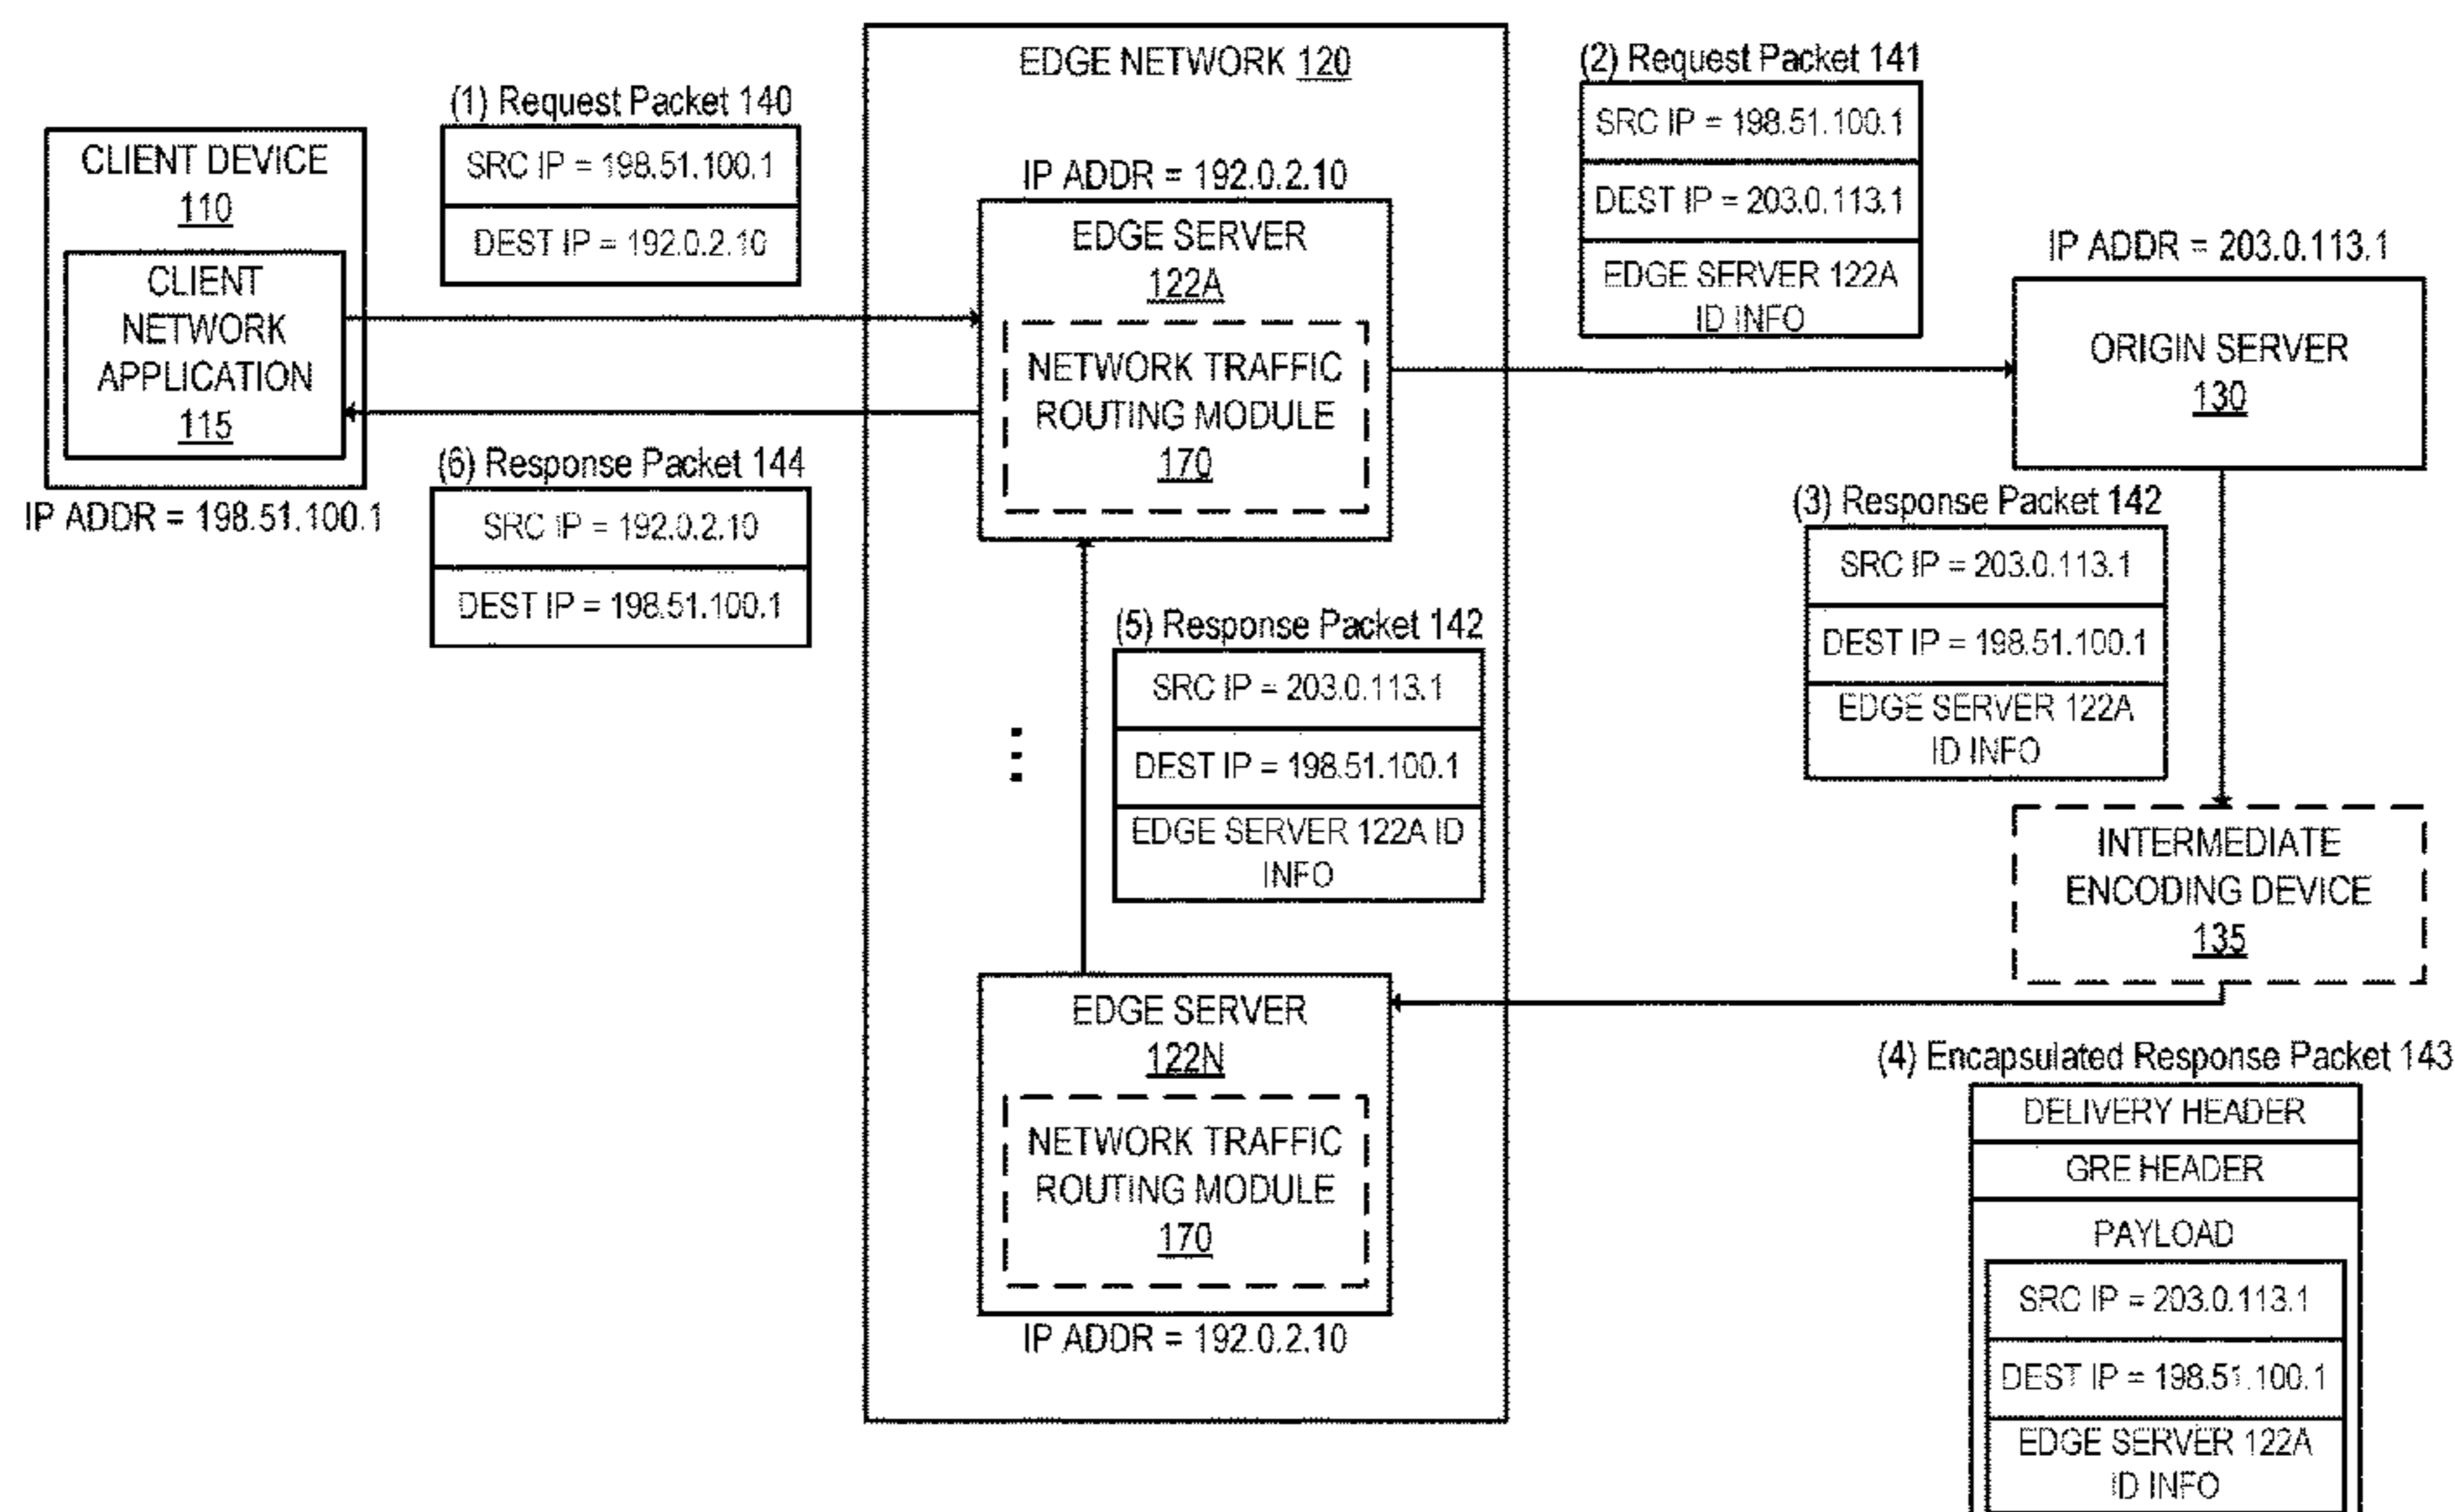 EDGE NETWORK 120
(1) Request Packet 140
SRC IP = 198.51.100.1
DEST IP = 192.0.2.10
(2) Request Packet 141
SRC IP = 198.51.100.1
DEST IP = 203.0.113.1
EDGE SERVER 122A
ID INFO
CLIENT DEVICE
110
CLIENT
NETWORK
APPLICATION
115
IP ADDR = 198.51.100.1
IP ADDR = 192.0.2.10
EDGE SERVER
122A
NETWORK TRAFFIC
ROUTING MODULE
170
IP ADDR = 203.0.113.1
ORIGIN SERVER
130
(6) Response Packet 144
SRC IP = 192.0.2.10
DEST IP = 198.51.100.1
(3) Response Packet 142
SRC IP = 203.0.113.1
DEST IP = 198.51.100.1
EDGE SERVER 122A
ID INFO
(5) Response Packet 142
SRC IP = 203.0.113.1
DEST IP = 198.51.100.1
EDGE SERVER 122A ID
INFO
INTERMEDIATE
ENCODING DEVICE
135
EDGE SERVER
122N
NETWORK TRAFFIC
ROUTING MODULE
170
IP ADDR = 192.0.2.10
(4) Encapsulated Response Packet 143
DELIVERY HEADER
GRE HEADER
PAYLOAD
SRC IP = 203.0.113.1
DEST IP = 198.51.100.1
EDGE SERVER 122A
ID INFO